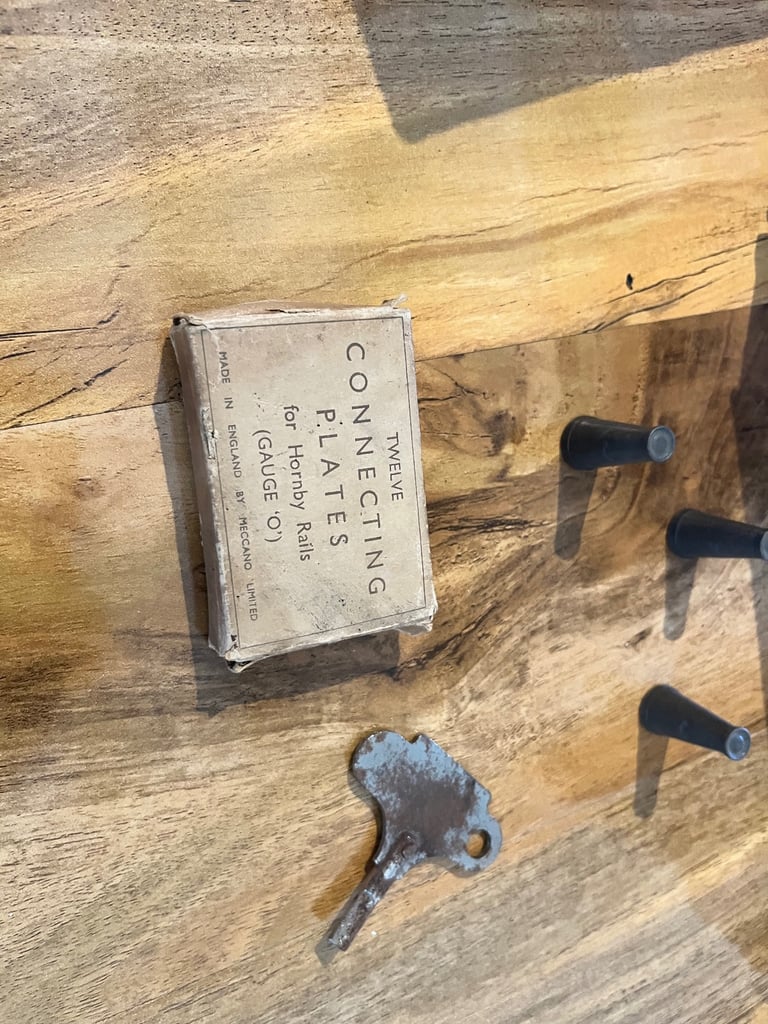 TWELVE
CONNECTING
PLATES
for Hornby Rails
(GAUGE 'O')
MADE IN ENGLAND BY MECCANO LIMITED